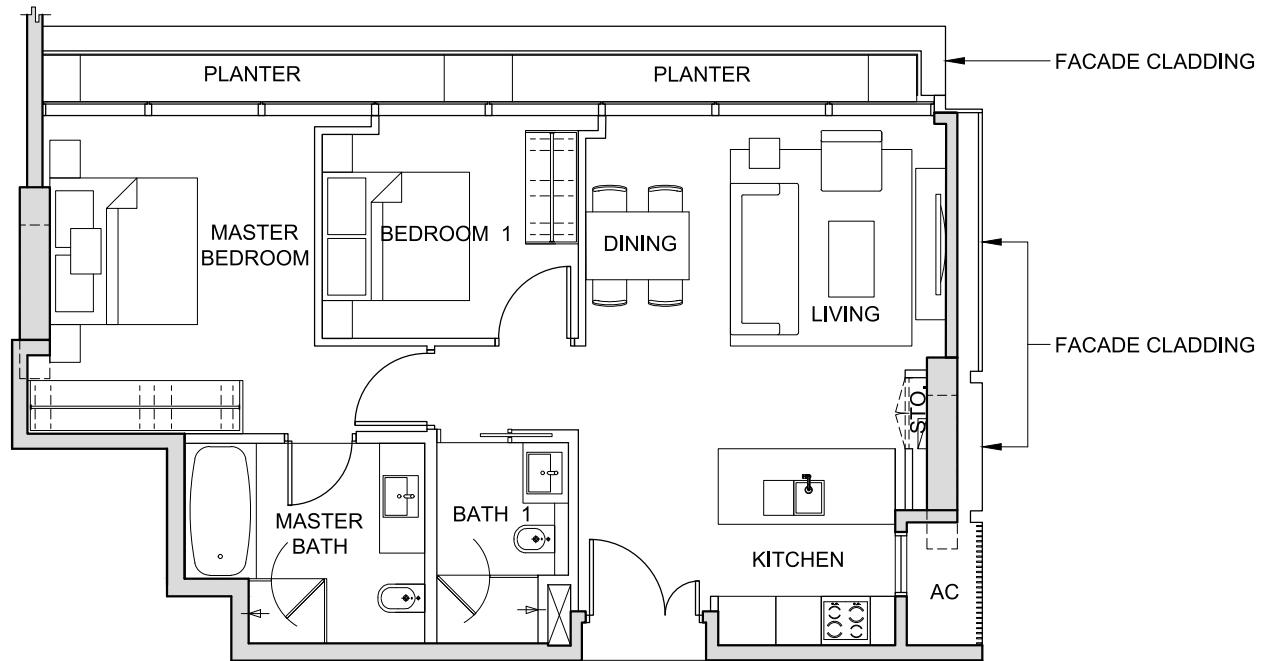 PLANTER
PLANTER
FACADE CLADDING
MASTER
BEDROOM
BEDROOM 1
DINING
LIVING
FACADE CLADDING
STO.
MASTER
BATH
BATH 1
KITCHEN
AC